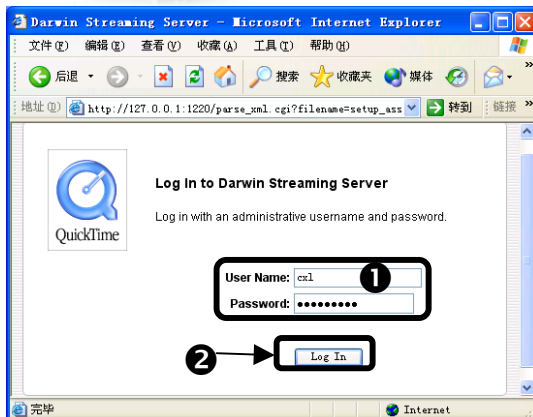 Darwin Streaming Server - Microsoft Internet Explorer
文件(F) 编辑(E) 查看(V) 收藏(A) 工具(T) 帮助(H)
后退 搜索 收藏夹 媒体 »
地址(D) http://127.0.0.1:1220/parse_xml.cgi?filename=setup_ass 转到 链接 »
QuickTime
Log In to Darwin Streaming Server
Log in with an administrative username and password.
User Name: cxl ❶
Password: •••••••••
❷ Log In
完毕 Internet